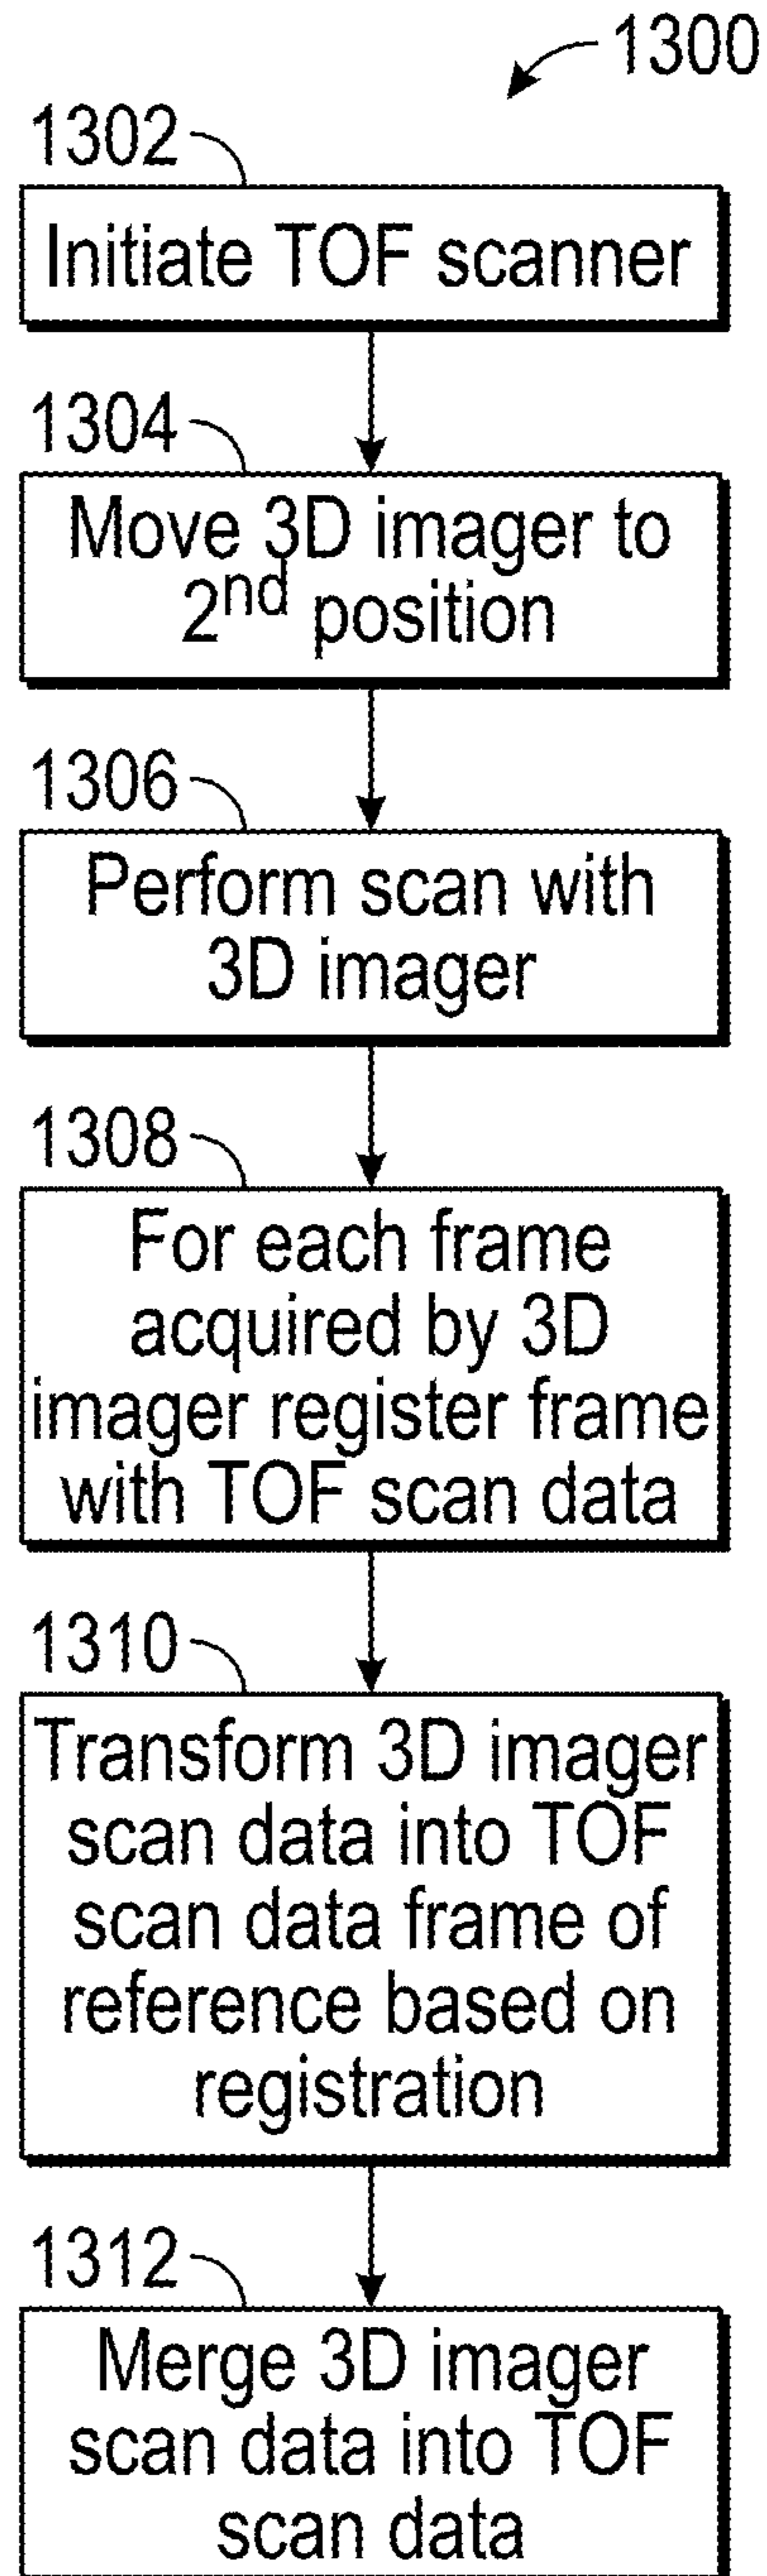 1300
1302
Initiate TOF scanner
1304
Move 3D imager to
2nd position
1306
Perform scan with
3D imager
1308
For each frame
acquired by 3D
imager register frame
with TOF scan data
1310
Transform 3D imager
scan data into TOF
scan data frame of
reference based on
registration
1312
Merge 3D imager
scan data into TOF
scan data